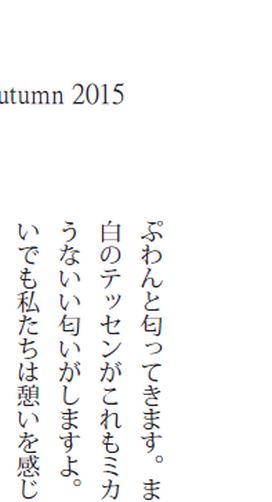 utumn 2015
ぷわんと匂ってきます。ま
白のテッセンがこれもミカ
うないい匂いがしますよ。
いでも私たちは憩いを感じ